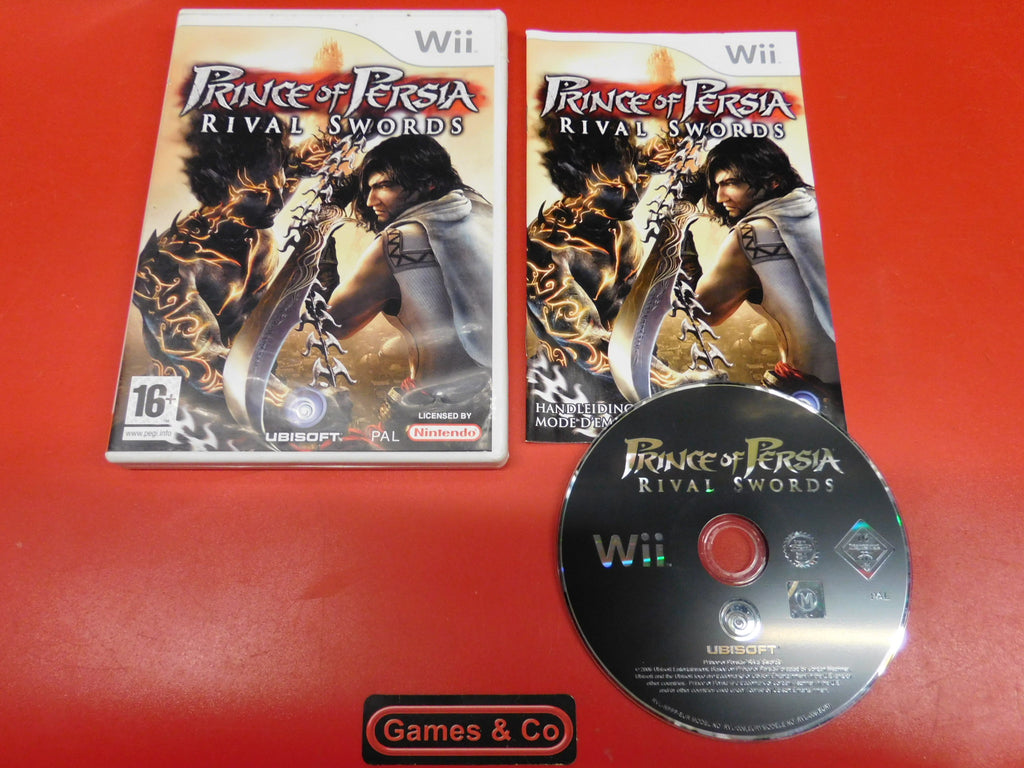 Wii
PRINCE OF PERSIA
RIVAL SWORDS
16+
www.pegi.info
UBISOFT
PAL
LICENSED BY
Nintendo
Wii
PRINCE OF PERSIA
RIVAL SWORDS
HANDLEIDING
MODE D'EM
PRINCE OF PERSIA
RIVAL SWORDS
Wii
M
PAL
UBISOFT
Games & Co